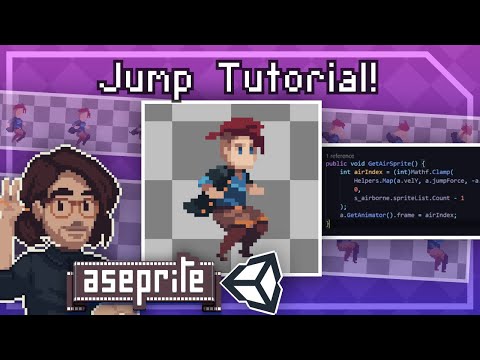 Jump Tutorial!
1 reference
public void GetAirSprite() {
int airIndex = (int)Mathf.Clamp(
Helpers.Map(a.velY, a.jumpForce, -a
0,
s_airborne.spriteList.Count - 1
);
a.GetAnimator().frame = airIndex;
}
aseprite